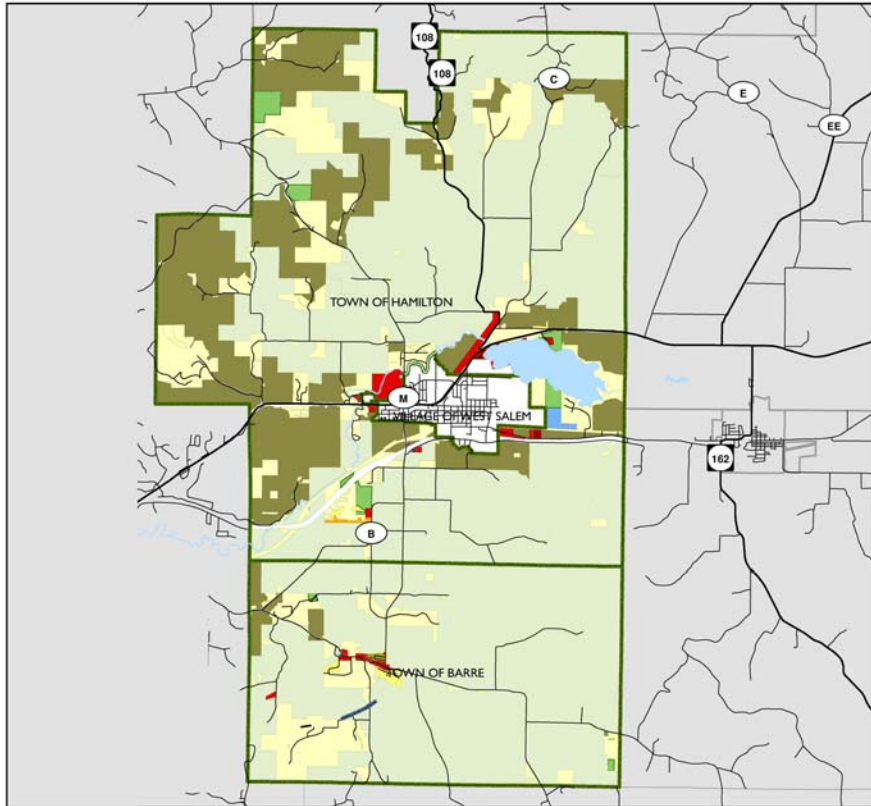 108
108
C
E
EE
TOWN OF HAMILTON
M
VILLAGE OF WEST SALEM
162
B
TOWN OF BARRE